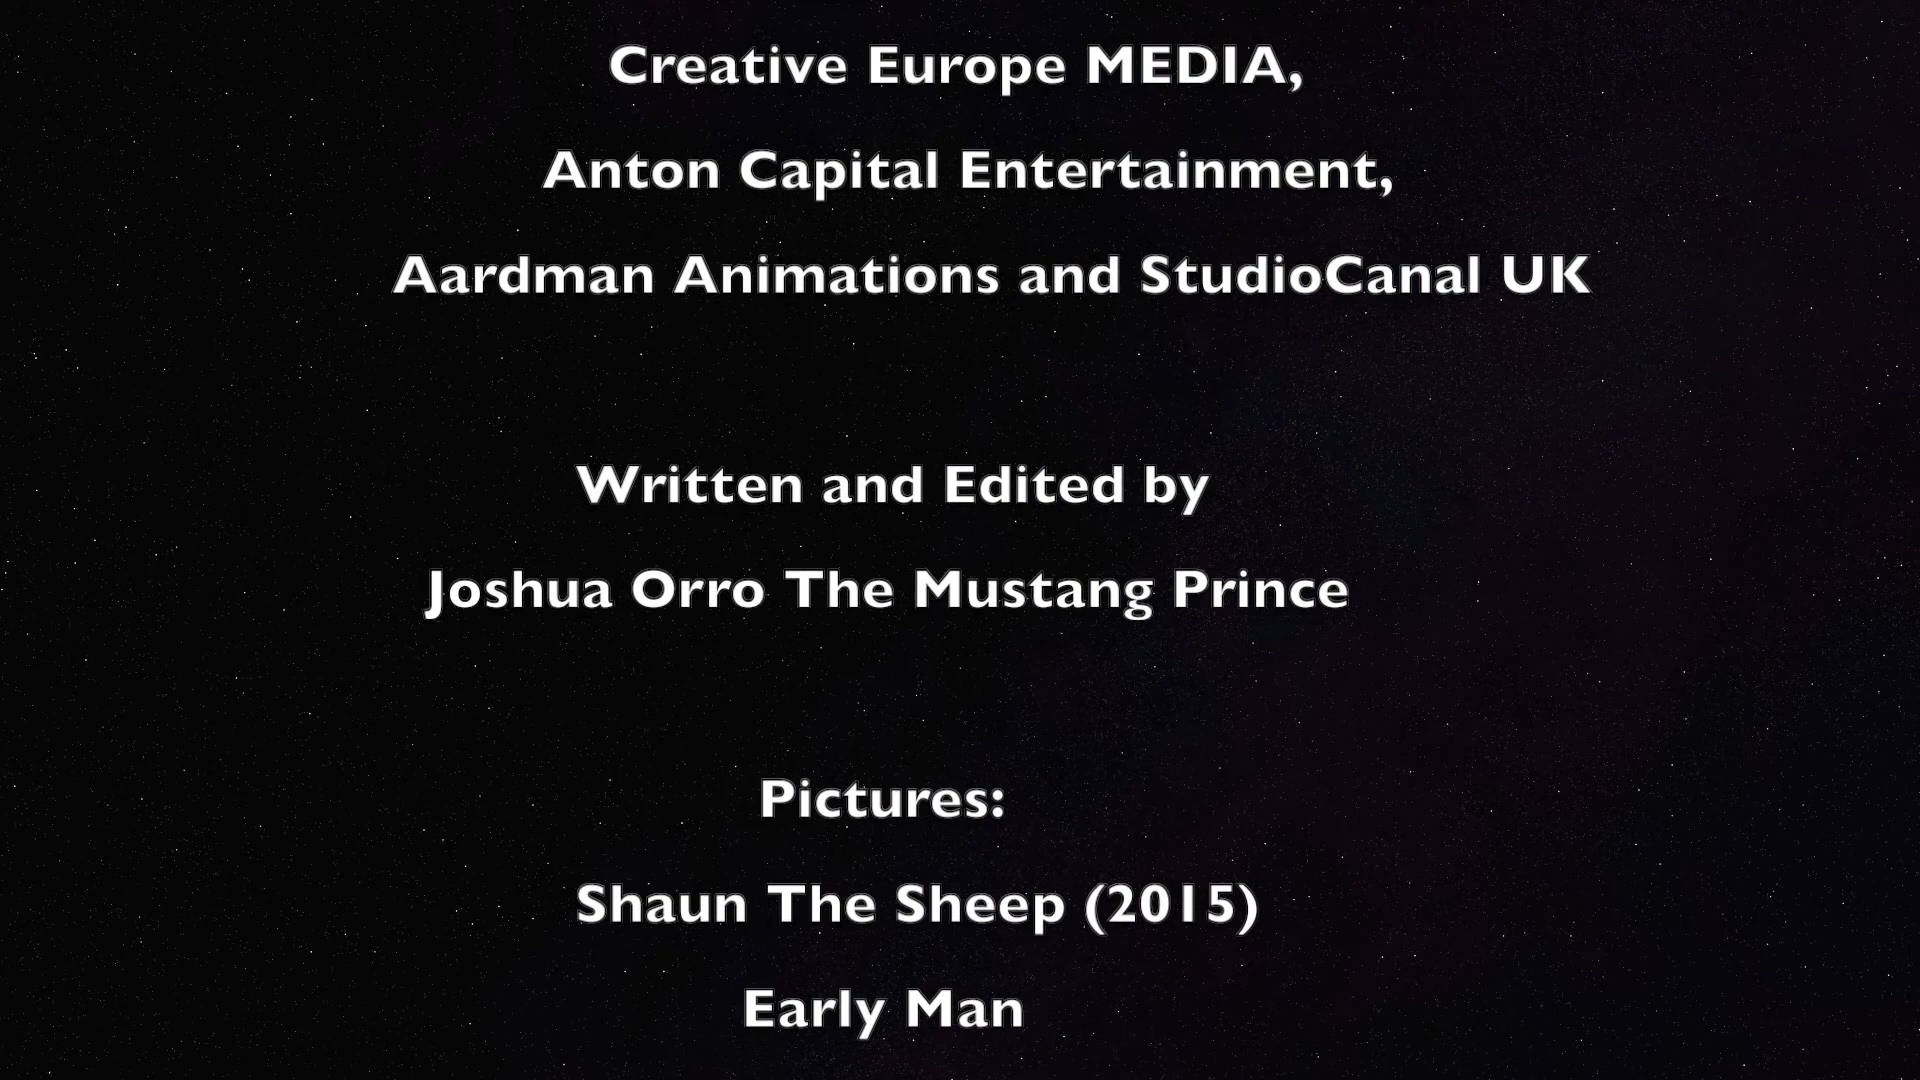 Creative Europe MEDIA,
Anton Capital Entertainment,
Aardman Animations and StudioCanal UK
Written and Edited by
Joshua Orro The Mustang Prince
Pictures:
Shaun The Sheep (2015)
Early Man